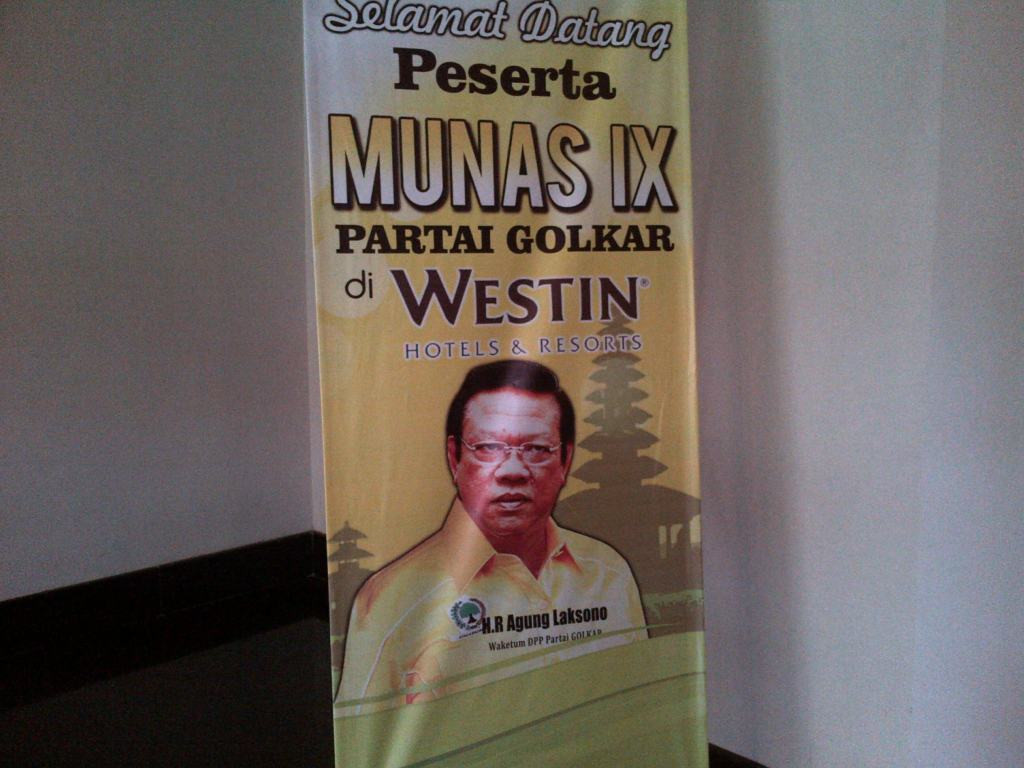 Selamat Datang
Peserta
MUNAS IX
PARTAI GOLKAR
di WESTIN®
HOTELS & RESORTS
H.R Agung Laksono
Waketum DPP Partai GOLKAR